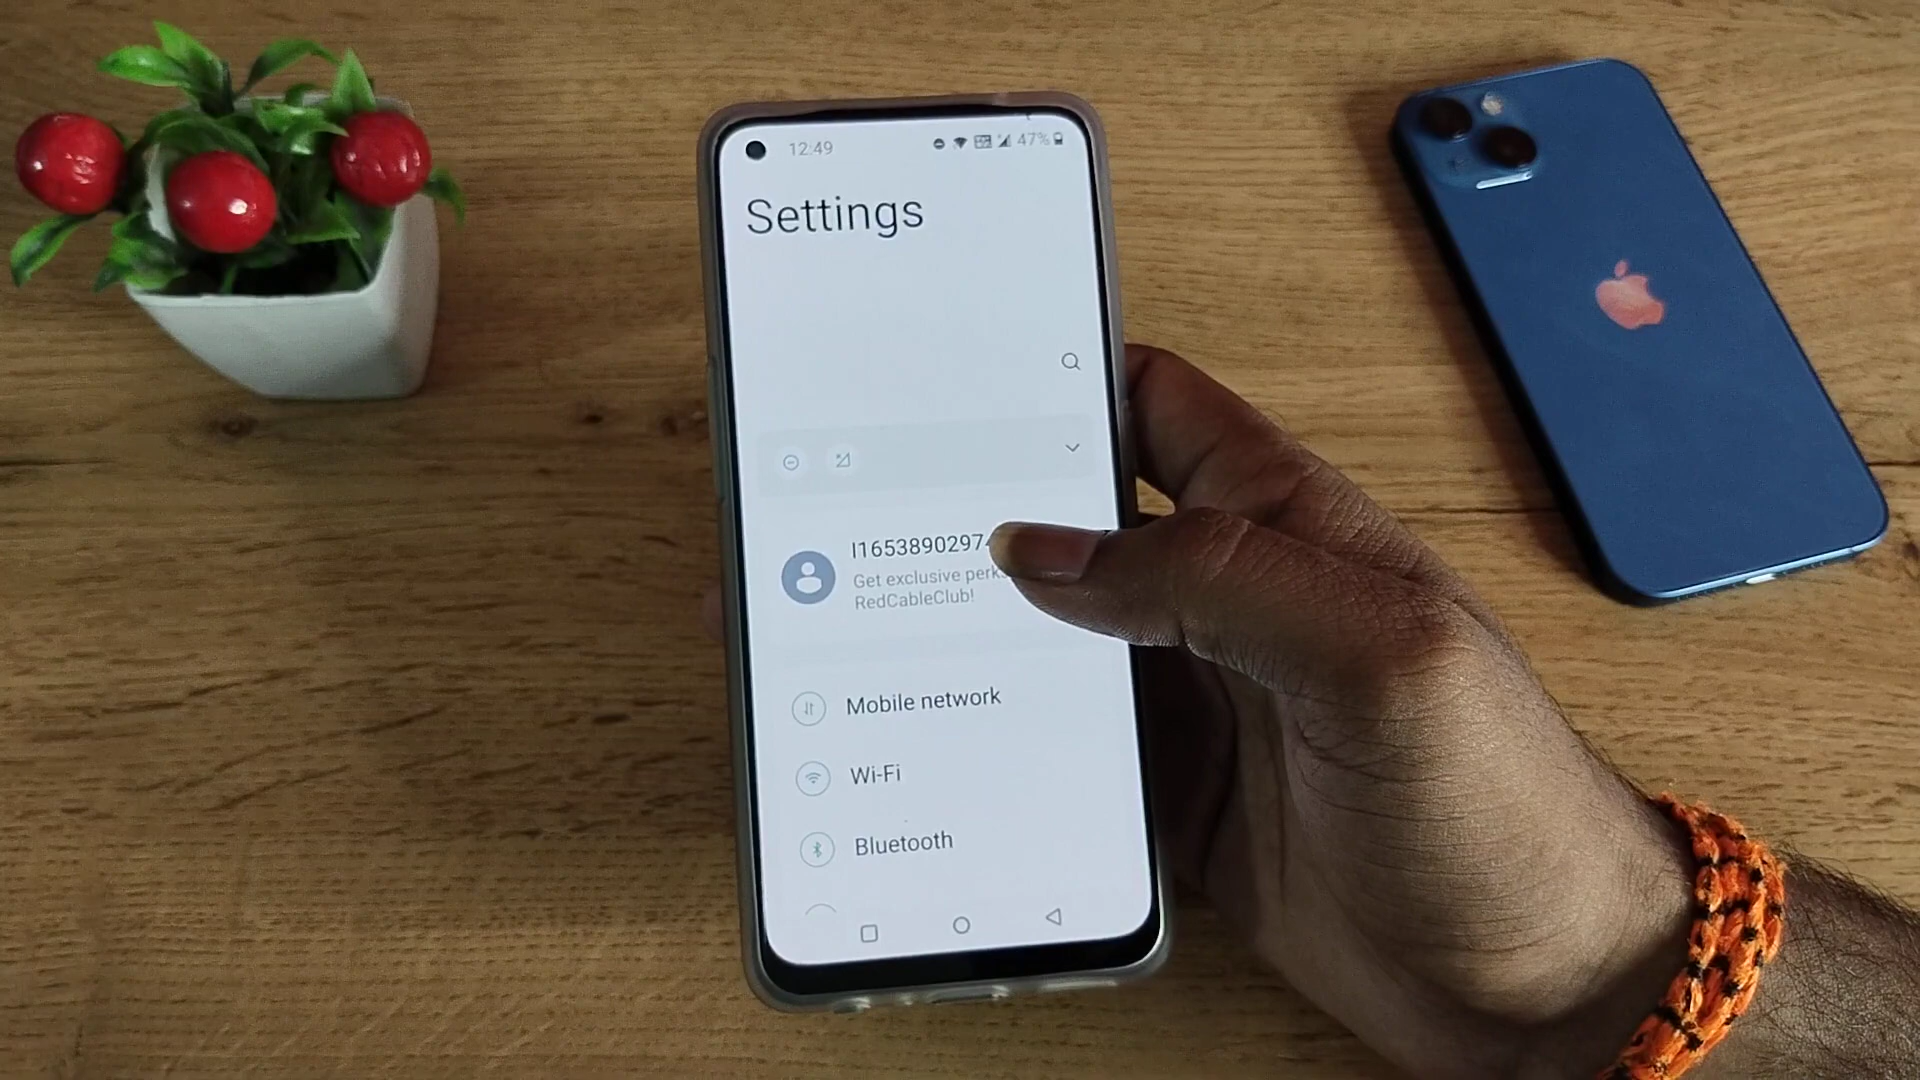 12:49 47%
Settings
I1653890297
Get exclusive perks
RedCableClub!
Mobile network
Wi-Fi
Bluetooth